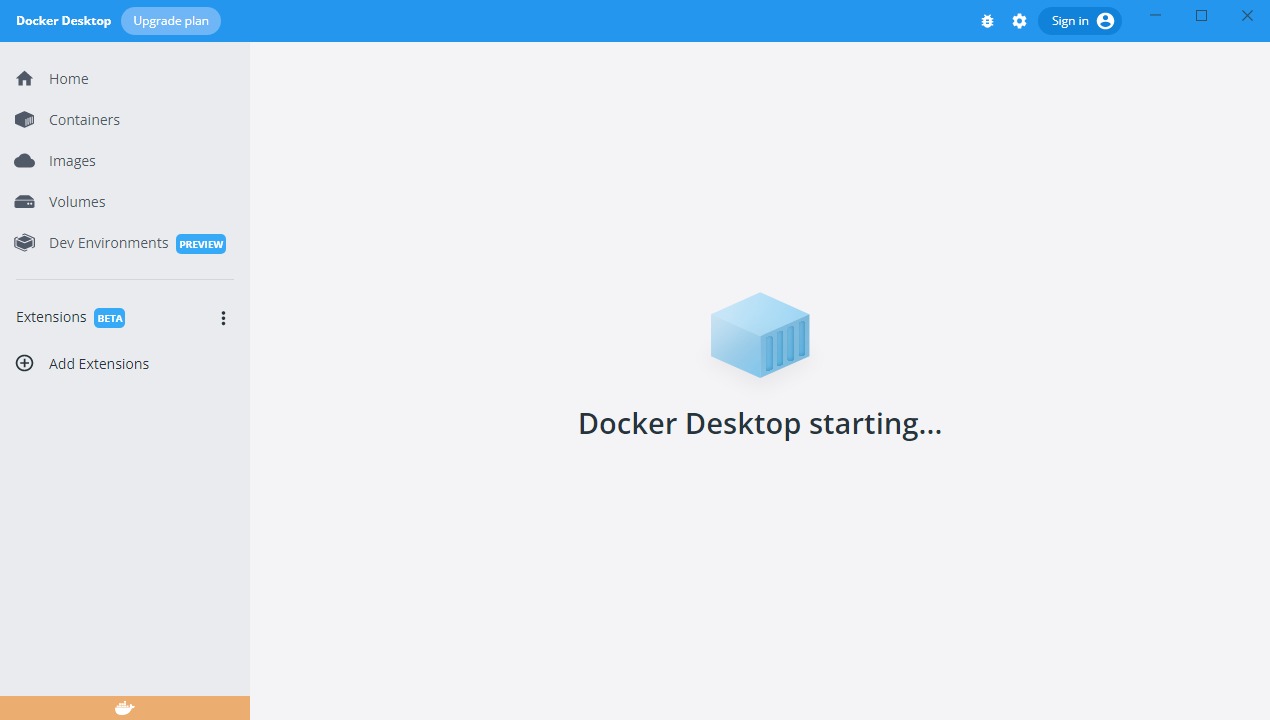 Docker Desktop Upgrade plan Sign in
Home
Containers
Images
Volumes
Dev Environments PREVIEW
Extensions BETA
Add Extensions
Docker Desktop starting...